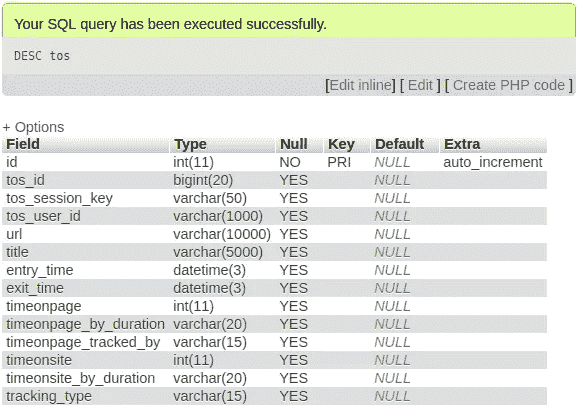 Your SQL query has been executed successfully.
DESC tos
[Edit inline] [ Edit ] [ Create PHP code ]
+ Options
Field Type Null Key Default Extra
id int(11) NO PRI NULL auto_increment
tos_id bigint(20) YES NULL
tos_session_key varchar(50) YES NULL
tos_user_id varchar(1000) YES NULL
url varchar(10000) YES NULL
title varchar(5000) YES NULL
entry_time datetime(3) YES NULL
exit_time datetime(3) YES NULL
timeonpage int(11) YES NULL
timeonpage_by_duration varchar(20) YES NULL
timeonpage_tracked_by varchar(15) YES NULL
timeonsite int(11) YES NULL
timeonsite_by_duration varchar(20) YES NULL
tracking_type varchar(15) YES NULL